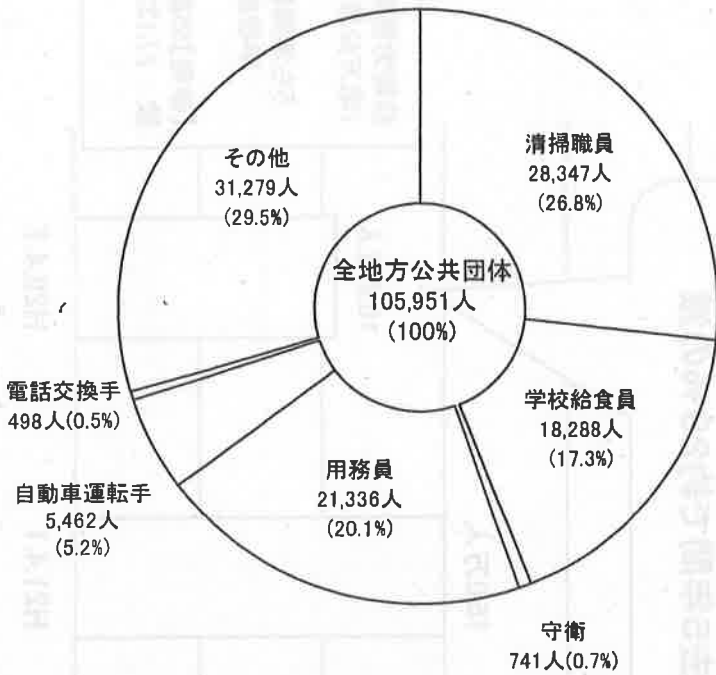 清掃職員
28,347人
(26.8%)
学校給食員
18,288人
(17.3%)
守衛
741人(0.7%)
用務員
21,336人
(20.1%)
自動車運転手
5,462人
(5.2%)
電話交換手
498人(0.5%)
その他
31,279人
(29.5%)
全地方公共団体
105,951人
(100%)